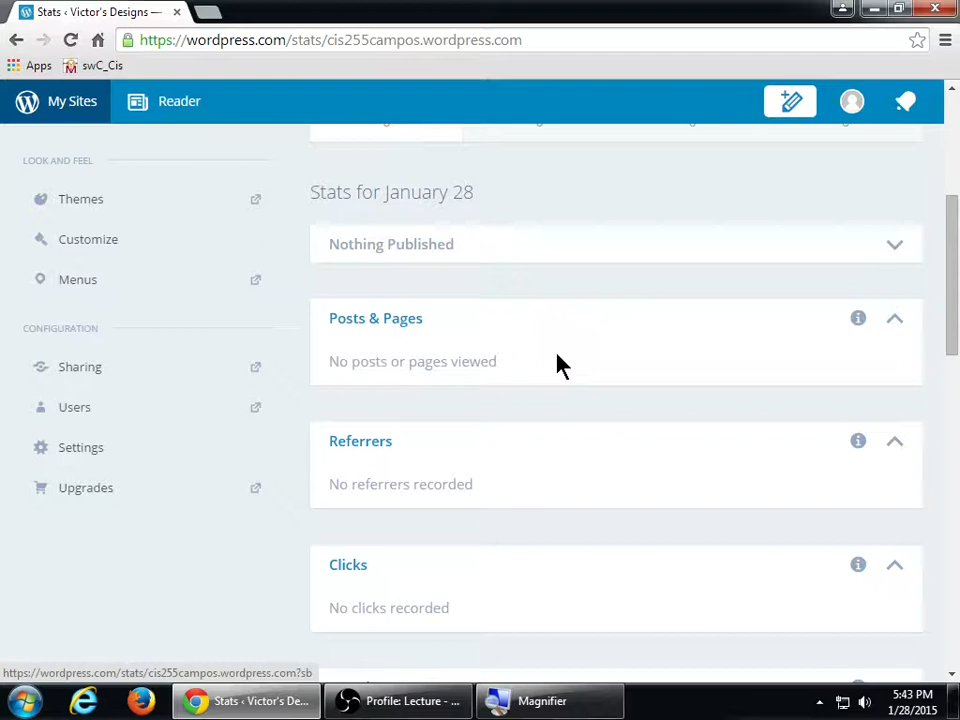 Stats ‹ Victor's Designs —
https://wordpress.com/stats/cis255campos.wordpress.com
Apps swC_Cis
My Sites Reader
LOOK AND FEEL
Themes
Customize
Menus
CONFIGURATION
Sharing
Users
Settings
Upgrades
Stats for January 28
Nothing Published
Posts & Pages
No posts or pages viewed
Referrers
No referrers recorded
Clicks
No clicks recorded
https://wordpress.com/stats/cis255campos.wordpress.com?sb
Stats ‹ Victor's De... Profile: Lecture - ... Magnifier
5:43 PM
1/28/2015